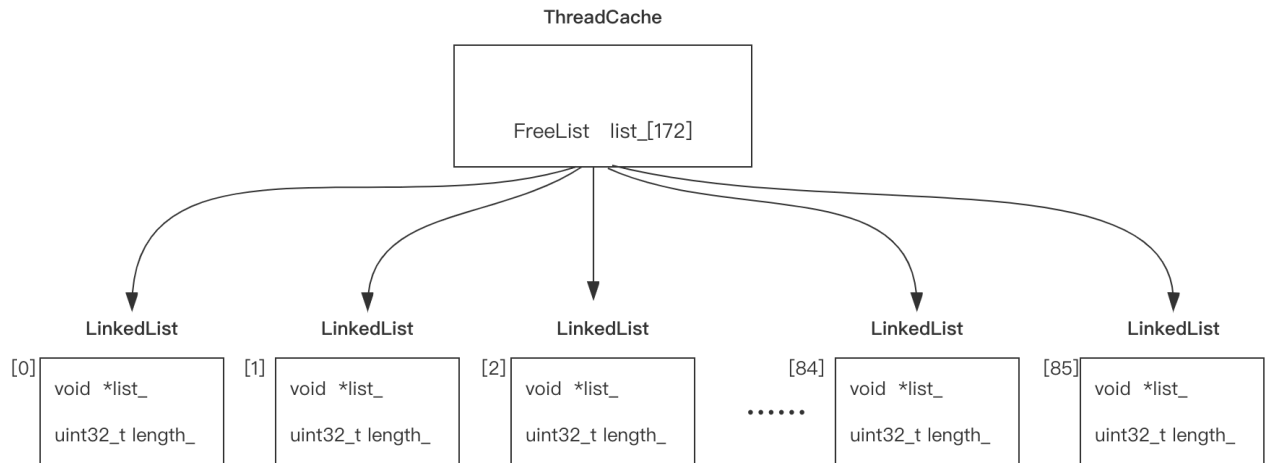 ThreadCache
FreeList list_[172]
LinkedList LinkedList LinkedList LinkedList LinkedList
[0] [1] [2] [84] [85]
void *list_ void *list_ void *list_ void *list_ void *list_
......
uint32_t length_ uint32_t length_ uint32_t length_ uint32_t length_ uint32_t length_